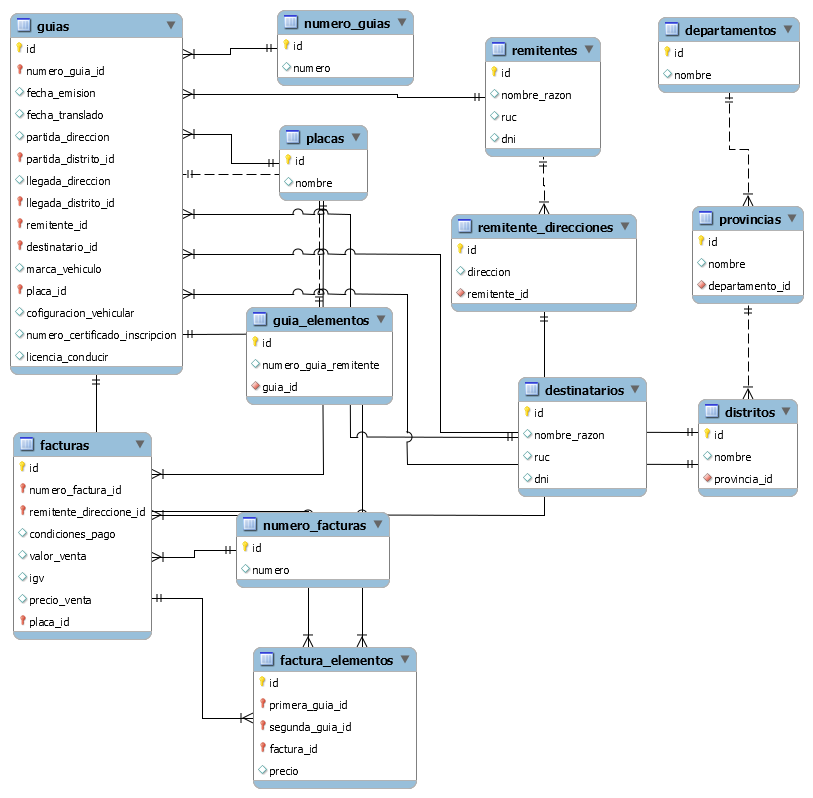 guias
id
numero_guia_id
fecha_emision
fecha_translado
partida_direccion
partida_distrito_id
llegada_direccion
llegada_distrito_id
remitente_id
destinatario_id
marca_vehiculo
placa_id
cofiguracion_vehicular
numero_certificado_inscripcion
licencia_conducir
numero_guias
id
numero
remitentes
id
nombre_razon
ruc
dni
departamentos
id
nombre
placas
id
nombre
remitente_direcciones
id
direccion
remitente_id
provincias
id
nombre
departamento_id
guia_elementos
id
numero_guia_remitente
guia_id
destinatarios
id
nombre_razon
ruc
dni
distritos
id
nombre
provincia_id
facturas
id
numero_factura_id
remitente_direccione_id
condiciones_pago
valor_venta
igv
precio_venta
placa_id
numero_facturas
id
numero
factura_elementos
id
primera_guia_id
segunda_guia_id
factura_id
precio